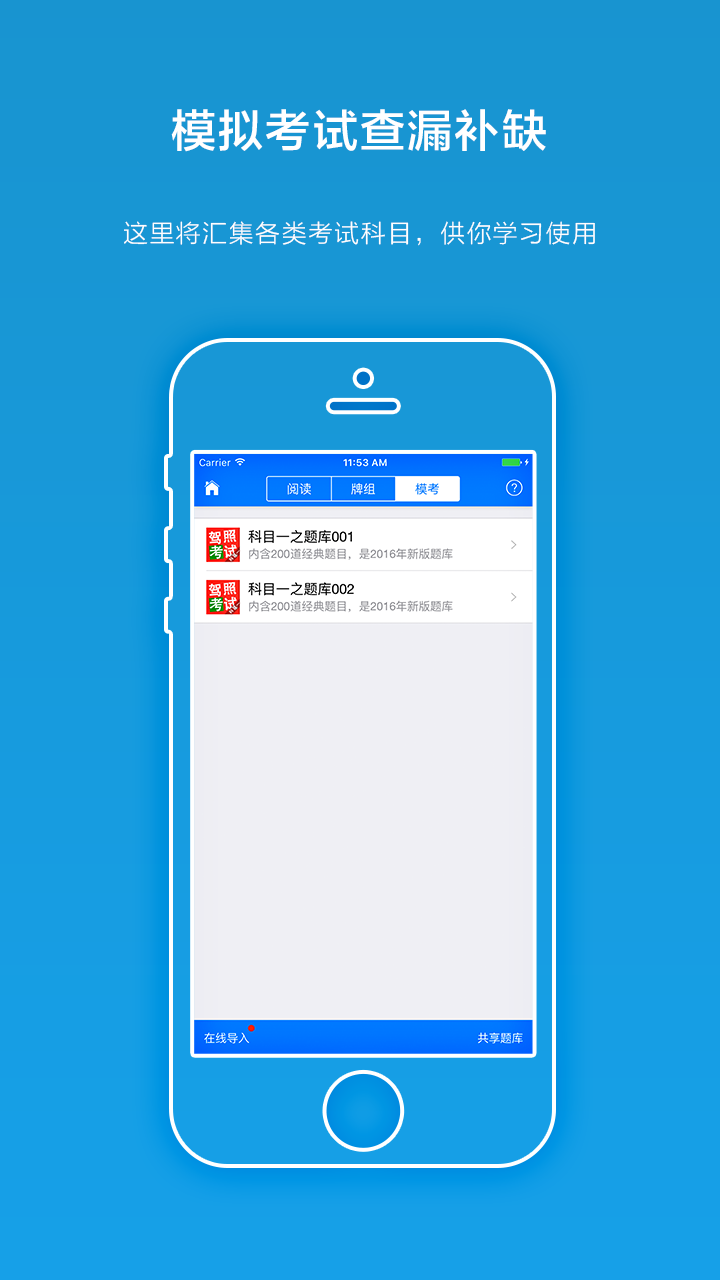 模拟考试查漏补缺
这里将汇集各类考试科目，供你学习使用
Carrier 11:53 AM
阅读 牌组 模考 ?
驾照
考试
科目一之题库001
内含200道经典题目，是2016年新版题库
驾照
考试
科目一之题库002
内含200道经典题目，是2016年新版题库
在线导入 共享题库